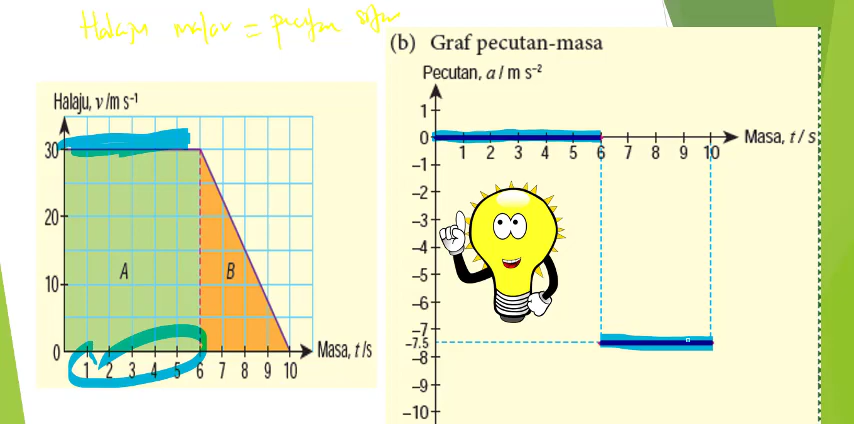 Halaju malar = pecutan sifar
(b) Graf pecutan-masa
Pecutan, a / m s⁻²
1
0
1 2 3 4 5 6 7 8 9 10
Masa, t / s
–1
–2
–3
–4
–5
–6
–7
–7.5
–8
–9
–10
Halaju, v /m s⁻¹
30
20
10
0
A
B
1 2 3 4 5 6 7 8 9 10
Masa, t /s